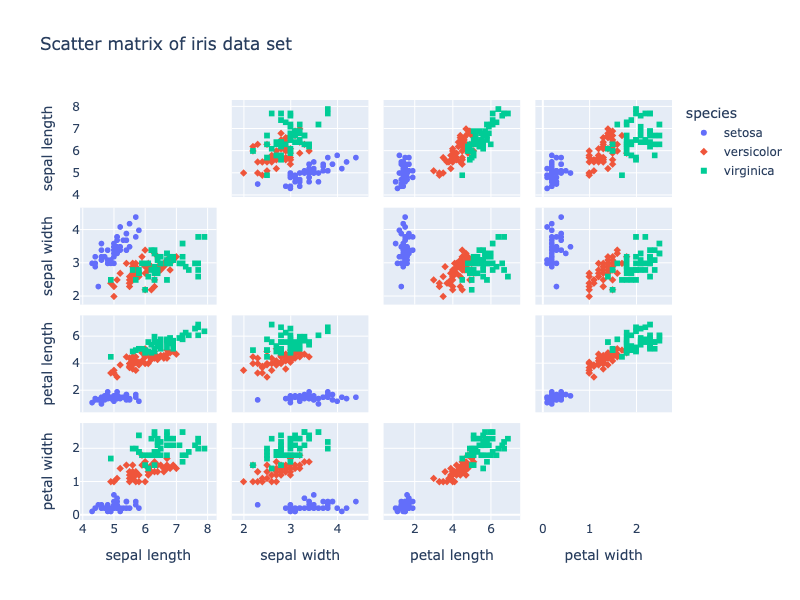 Scatter matrix of iris data set
species
setosa
versicolor
virginica
sepal length
8
7
6
5
4
sepal width
4
3
2
petal length
6
4
2
petal width
2
1
0
4 5 6 7 8
2 3 4
2 4 6
0 1 2
sepal length
sepal width
petal length
petal width